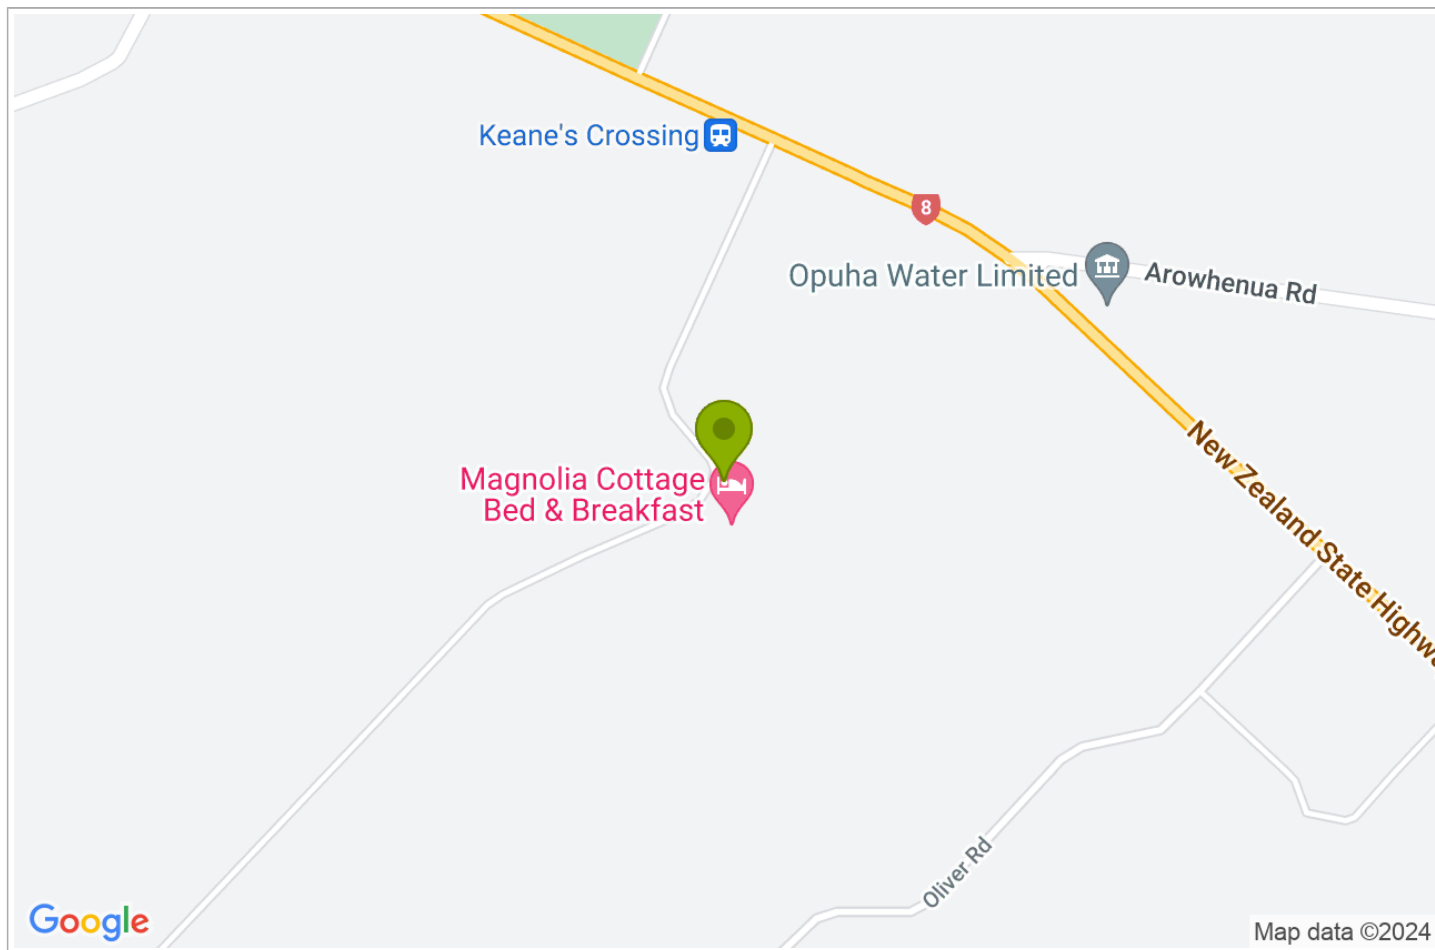 Keane's Crossing
8
Opuha Water Limited
Arowhenua Rd
Magnolia Cottage
Bed & Breakfast
New Zealand State Highwa
Oliver Rd
Google
Map data ©2024